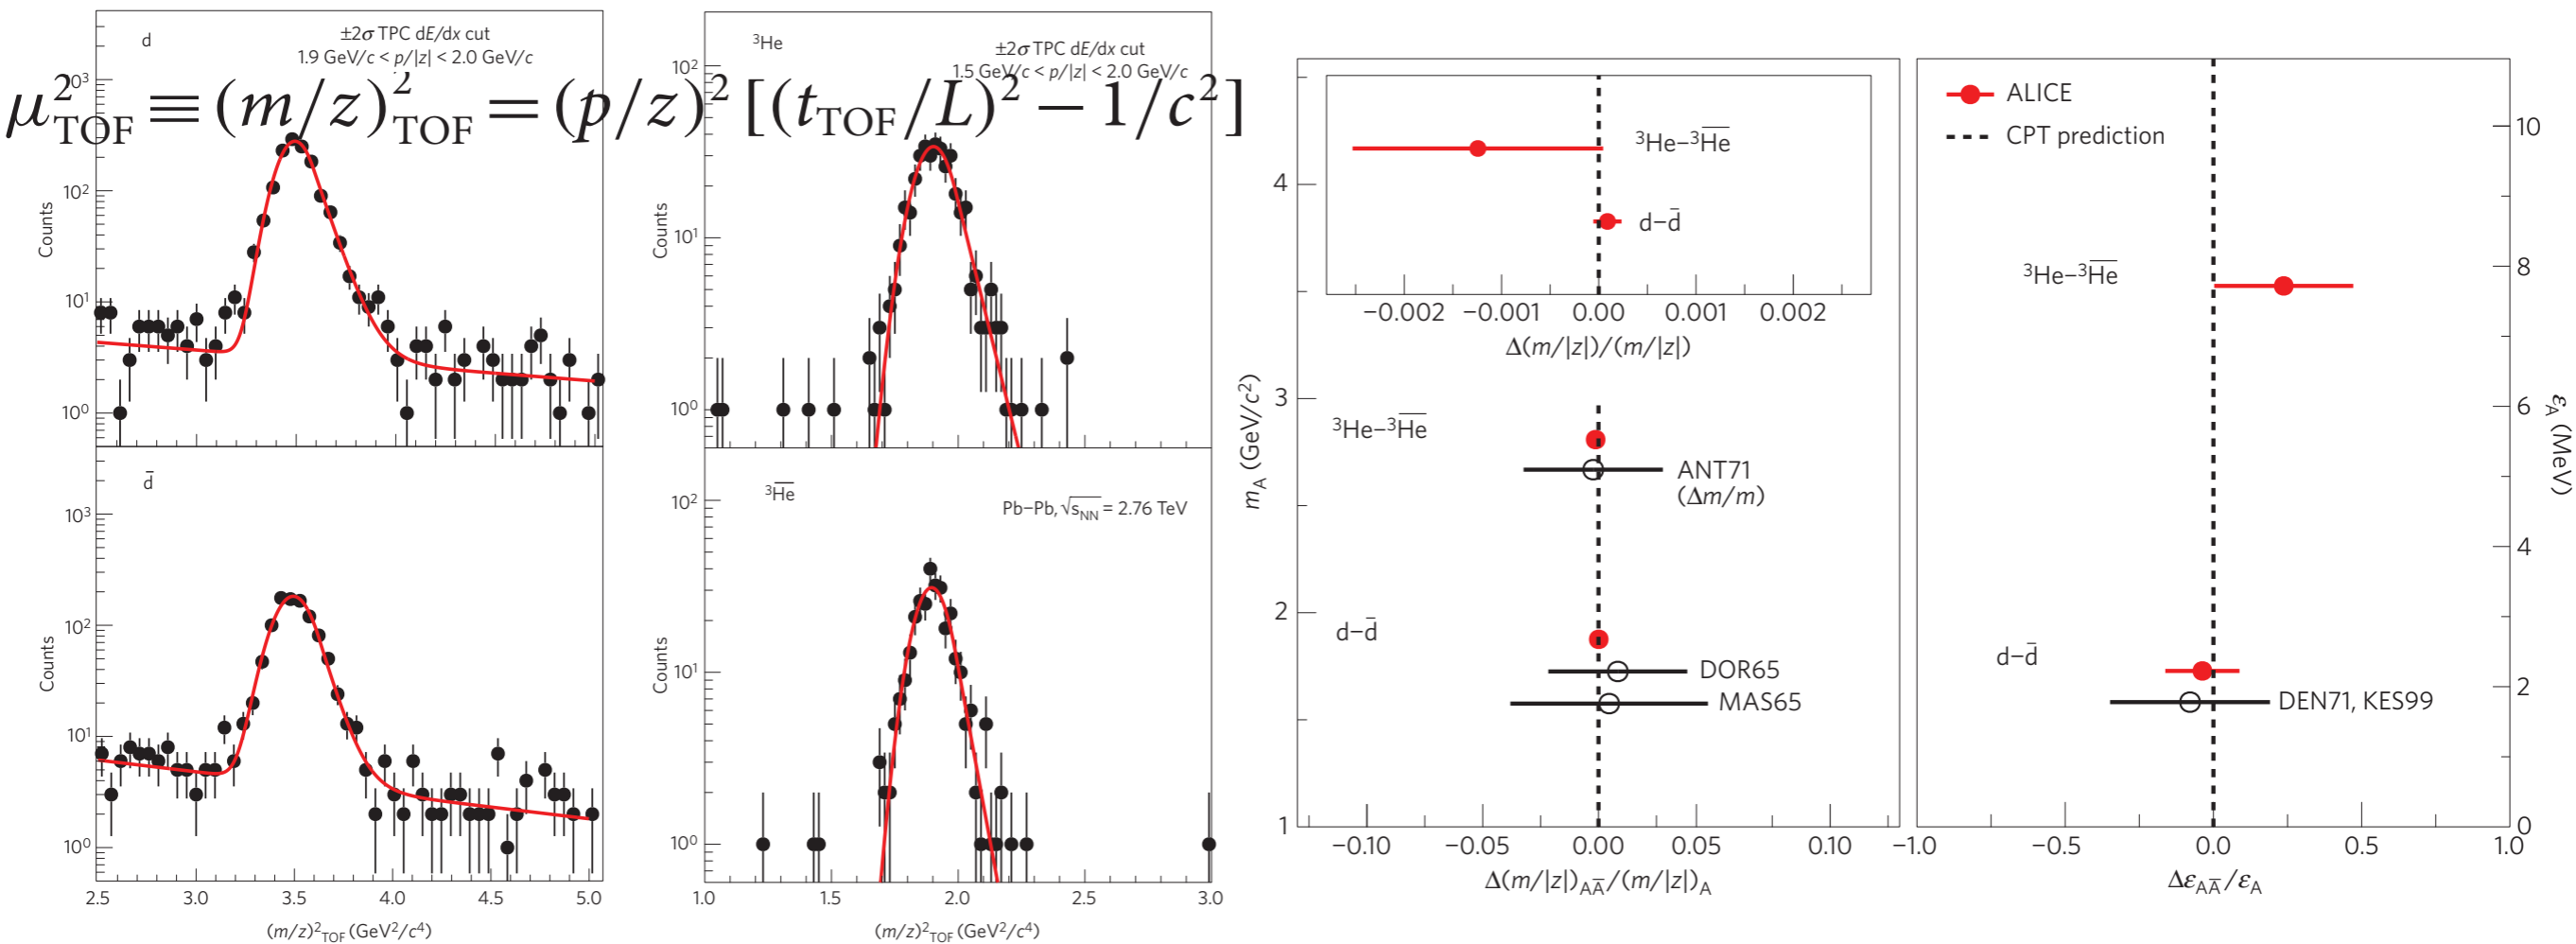 d
±2σ TPC dE/dx cut
1.9 GeV/c < p/|z| < 2.0 GeV/c
10³
10²
10¹
10⁰
Counts
μ²TOF ≡ (m/z)²TOF = (p/z)² [(tTOF/L)² − 1/c²]
d̄
10³
10²
10¹
10⁰
Counts
2.5 3.0 3.5 4.0 4.5 5.0
(m/z)²TOF (GeV²/c⁴)
³He
±2σ TPC dE/dx cut
1.5 GeV/c < p/|z| < 2.0 GeV/c
10²
10¹
10⁰
Counts
³H̅e̅
Pb–Pb, √sNN = 2.76 TeV
10²
10¹
10⁰
Counts
1.0 1.5 2.0 2.5 3.0
(m/z)²TOF (GeV²/c⁴)
³He–³H̅e̅
d–d̄
−0.002 −0.001 0.00 0.001 0.002
Δ(m/|z|)/(m/|z|)
4
3
2
1
mA (GeV/c²)
³He–³H̅e̅
ANT71
(Δm/m)
d–d̄
DOR65
MAS65
−0.10 −0.05 0.00 0.05 0.10
Δ(m/|z|)AA̅/(m/|z|)A
ALICE
CPT prediction
³He–³H̅e̅
d–d̄
DEN71, KES99
10
8
6
4
2
0
εA (MeV)
−1.0 −0.5 0.0 0.5 1.0
ΔεAA̅/εA